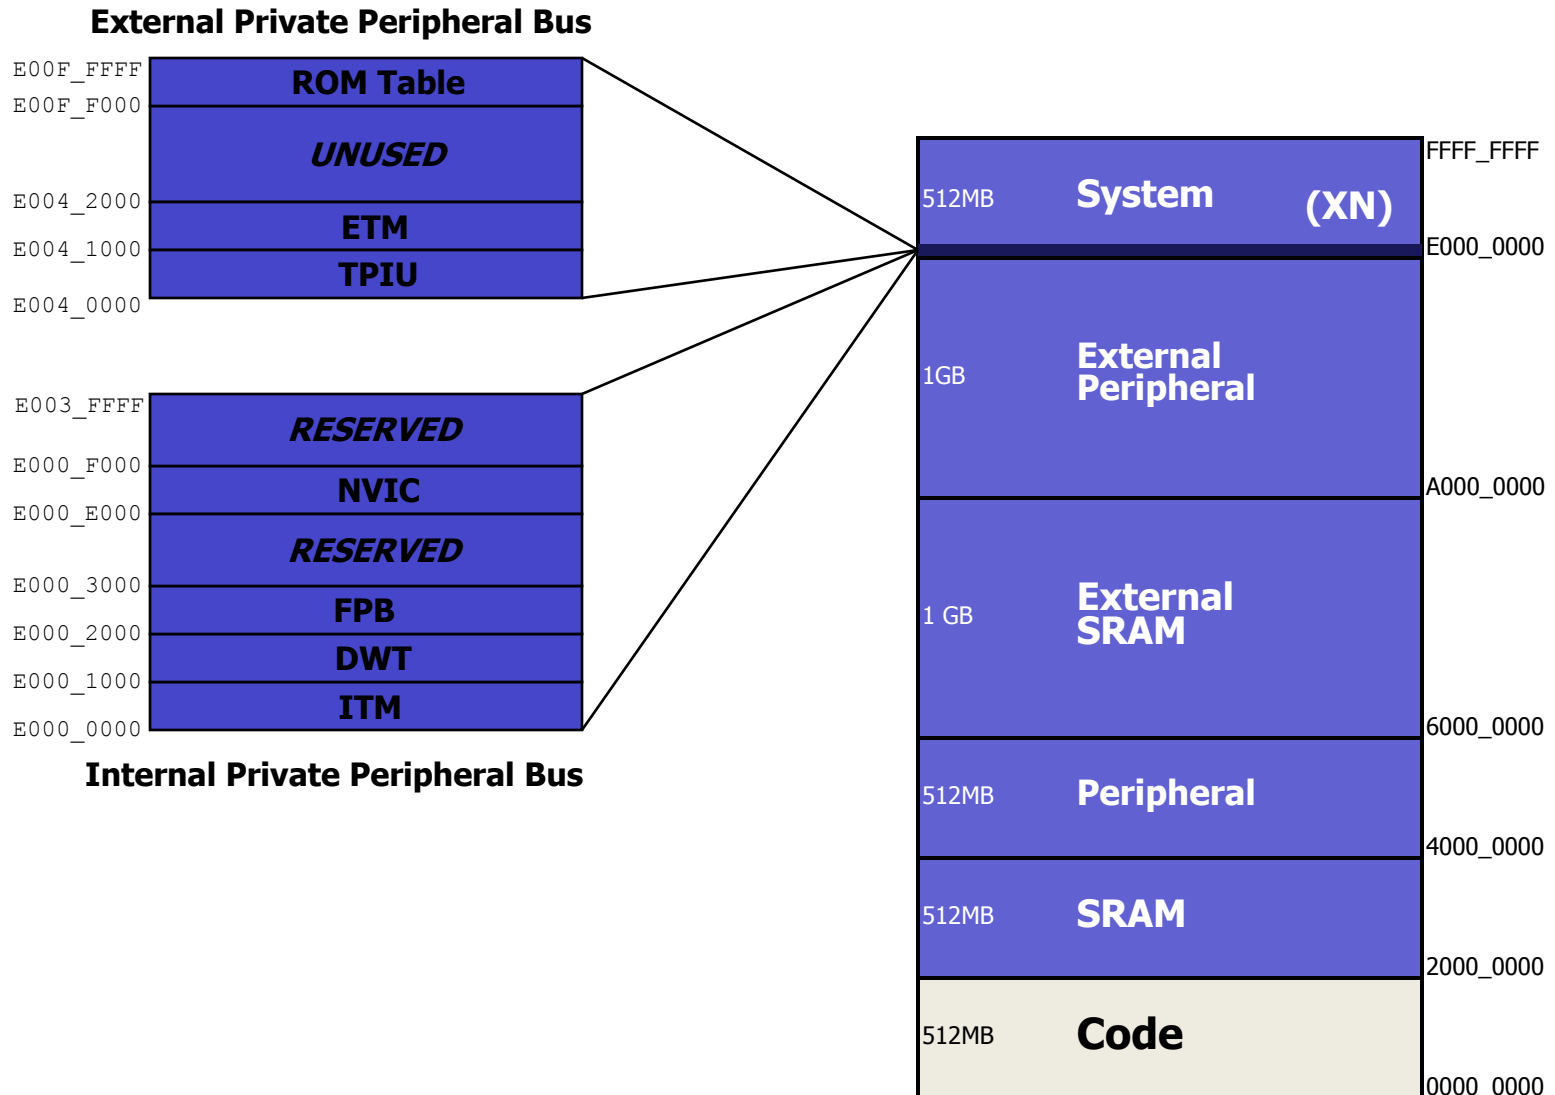 External Private Peripheral Bus
E00F_FFFF
ROM Table
E00F_F000
UNUSED
E004_2000
ETM
E004_1000
TPIU
E004_0000
E003_FFFF
RESERVED
E000_F000
NVIC
E000_E000
RESERVED
E000_3000
FPB
E000_2000
DWT
E000_1000
ITM
E000_0000
Internal Private Peripheral Bus
FFFF_FFFF
512MB
System
(XN)
E000_0000
1GB
External
Peripheral
A000_0000
1 GB
External
SRAM
6000_0000
512MB
Peripheral
4000_0000
512MB
SRAM
2000_0000
512MB
Code
0000_0000